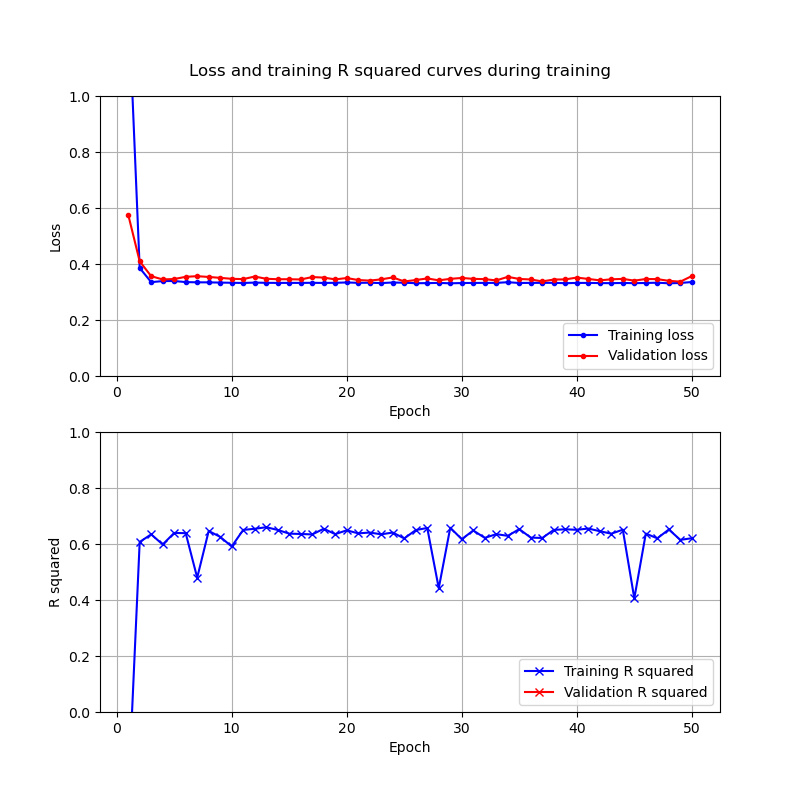 Loss and training R squared curves during training
1.0
0.8
0.6
0.4
0.2
0.0
Loss
Training loss
Validation loss
0 10 20 30 40 50
Epoch
1.0
0.8
0.6
0.4
0.2
0.0
R squared
Training R squared
Validation R squared
0 10 20 30 40 50
Epoch